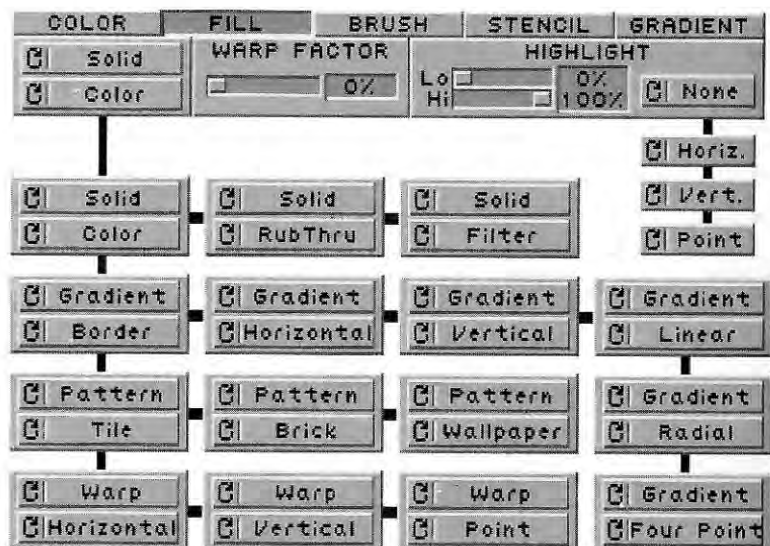 COLOR FILL BRUSH STENCIL GRADIENT
Solid WARP FACTOR HIGHLIGHT
Color 0% Lo 0% None
Hi 100%
Horiz.
Vert.
Point
Solid Solid Solid
Color RubThru Filter
Gradient Gradient Gradient Gradient
Border Horizontal Vertical Linear
Pattern Pattern Pattern Gradient
Tile Brick Wallpaper Radial
Warp Warp Warp Gradient
Horizontal Vertical Point Four Point